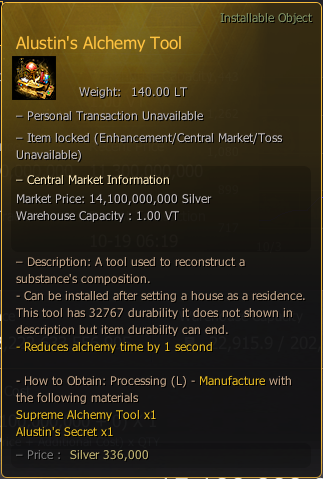 Installable Object
Alustin's Alchemy Tool
Weight: 140.00 LT
– Personal Transaction Unavailable
– Item locked (Enhancement/Central Market/Toss
Unavailable)
– Central Market Information
Market Price: 14,100,000,000 Silver
Warehouse Capacity : 1.00 VT
10-19 06:19
– Description: A tool used to reconstruct a
substance's composition.
- Can be installed after setting a house as a residence.
This tool has 32767 durability it does not shown in
description but item durability can end.
- Reduces alchemy time by 1 second
- How to Obtain: Processing (L) - Manufacture with
the following materials
Supreme Alchemy Tool x1
Alustin's Secret x1
– Price : Silver 336,000